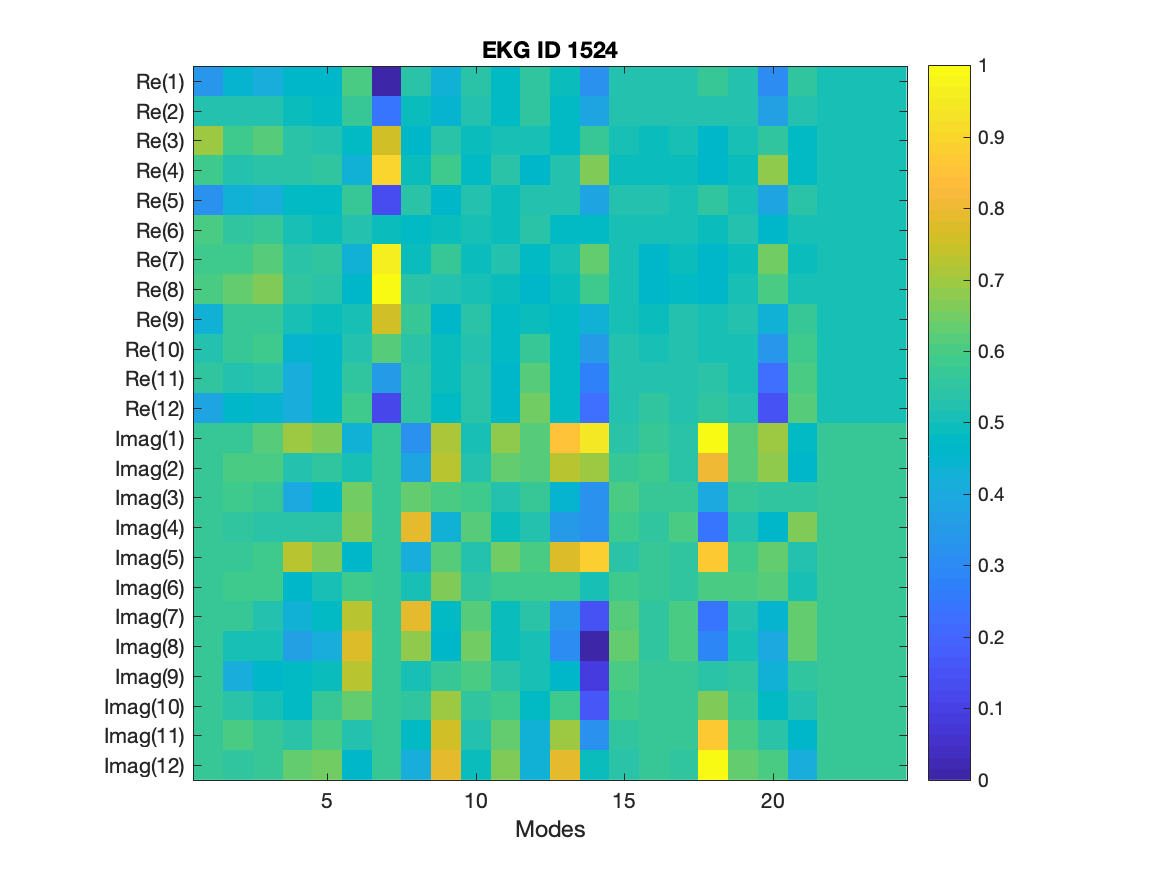 EKG ID 1524
Re(1)
Re(2)
Re(3)
Re(4)
Re(5)
Re(6)
Re(7)
Re(8)
Re(9)
Re(10)
Re(11)
Re(12)
Imag(1)
Imag(2)
Imag(3)
Imag(4)
Imag(5)
Imag(6)
Imag(7)
Imag(8)
Imag(9)
Imag(10)
Imag(11)
Imag(12)
5 10 15 20
Modes
1
0.9
0.8
0.7
0.6
0.5
0.4
0.3
0.2
0.1
0